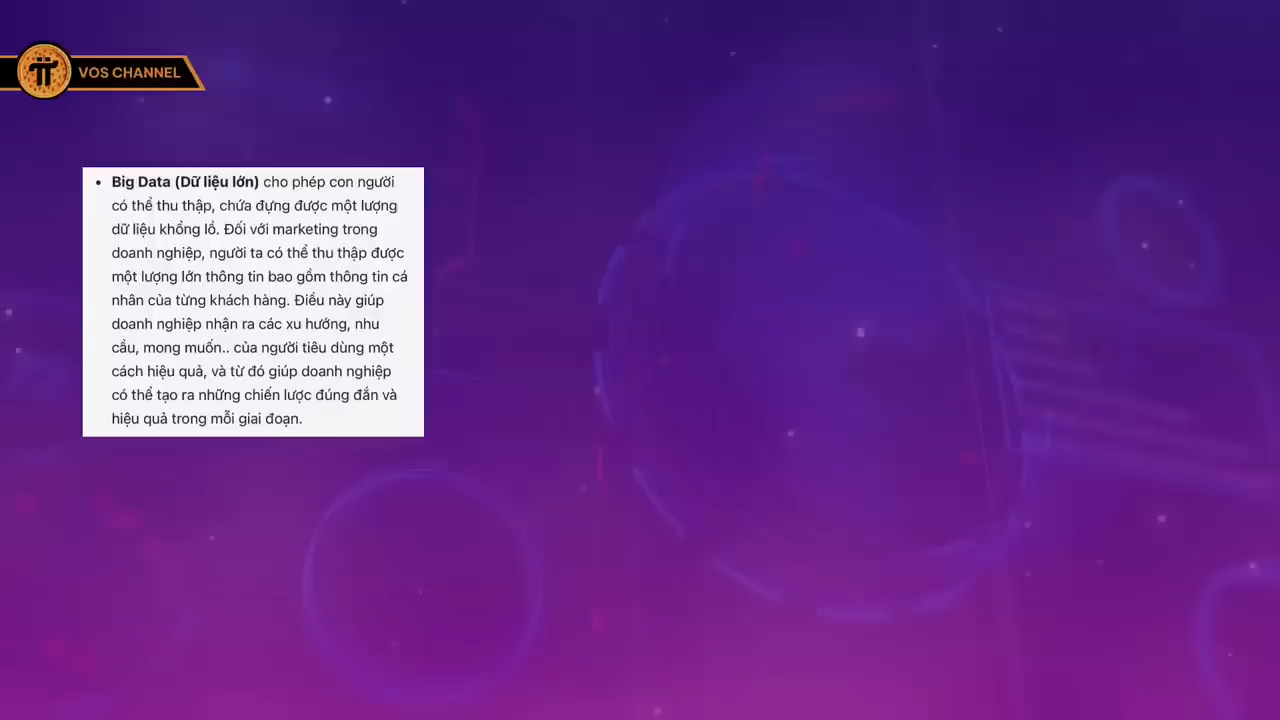 VOS CHANNEL
• Big Data (Dữ liệu lớn) cho phép con người
có thể thu thập, chứa đựng được một lượng
dữ liệu khổng lồ. Đối với marketing trong
doanh nghiệp, người ta có thể thu thập được
một lượng lớn thông tin bao gồm thông tin cá
nhân của từng khách hàng. Điều này giúp
doanh nghiệp nhận ra các xu hướng, nhu
cầu, mong muốn.. của người tiêu dùng một
cách hiệu quả, và từ đó giúp doanh nghiệp
có thể tạo ra những chiến lược đúng đắn và
hiệu quả trong mỗi giai đoạn.